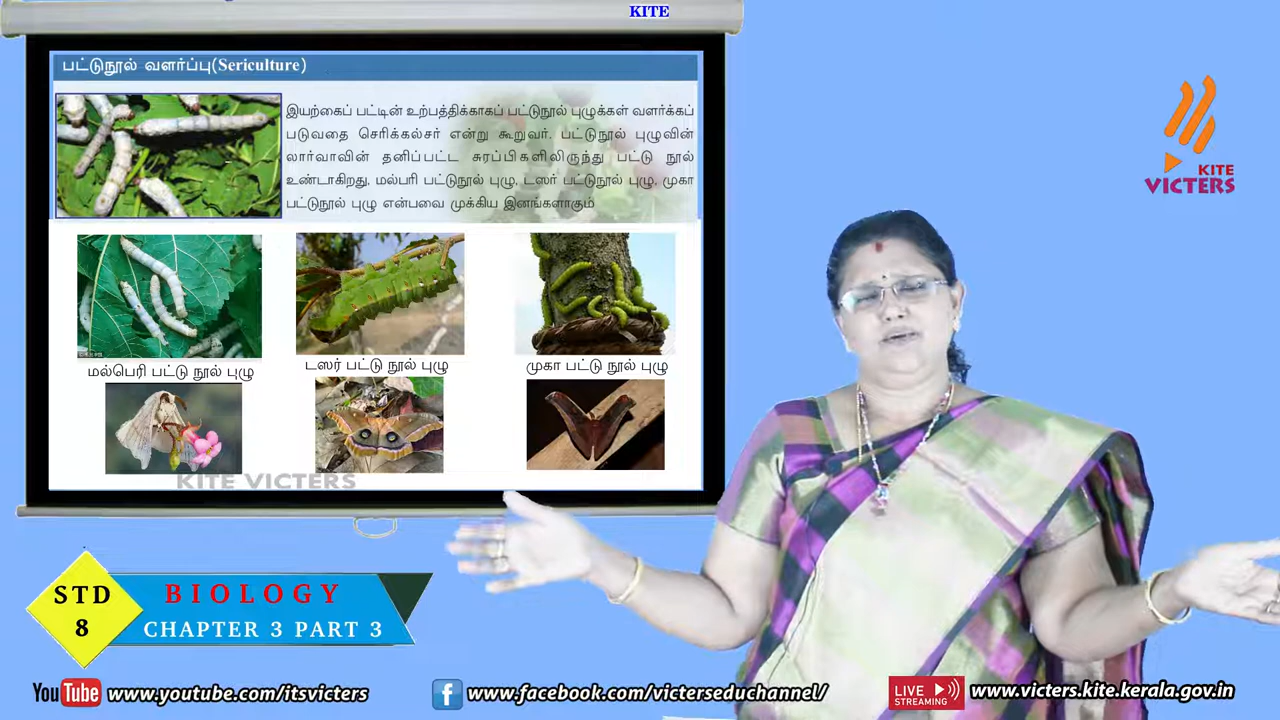 KITE
பட்டுநூல் வளர்ப்பு(Sericulture)
இயற்கைப் பட்டின் உற்பத்திக்காகப் பட்டுநூல் புழுக்கள் வளர்க்கப்
படுவதை செரிக்கல்சர் என்று கூறுவர். பட்டுநூல் புழுவின்
லார்வாவின் தனிப்பட்ட சுரப்பிகளிலிருந்து பட்டு நூல்
உண்டாகிறது. மல்பரி பட்டுநூல் புழு, டஸர் பட்டுநூல் புழு, முகா
பட்டுநூல் புழு என்பவை முக்கிய இனங்களாகும்
மல்பெரி பட்டு நூல் புழு
டஸர் பட்டு நூல் புழு
முகா பட்டு நூல் புழு
KITE VICTERS
KITE
VICTERS
STD
8
BIOLOGY
CHAPTER 3 PART 3
YouTube www.youtube.com/itsvicters
f www.facebook.com/victerseduchannel/
LIVE
STREAMING
www.victers.kite.kerala.gov.in